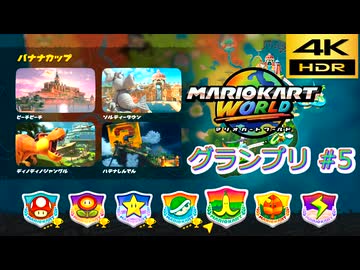 バナナカップ
ピーチビーチ
ソルティータウン
ディノディノジャングル
ハテナしんでん
MARIOKART
WORLD
マリオカート ワールド
4K
HDR
グランプリ #5